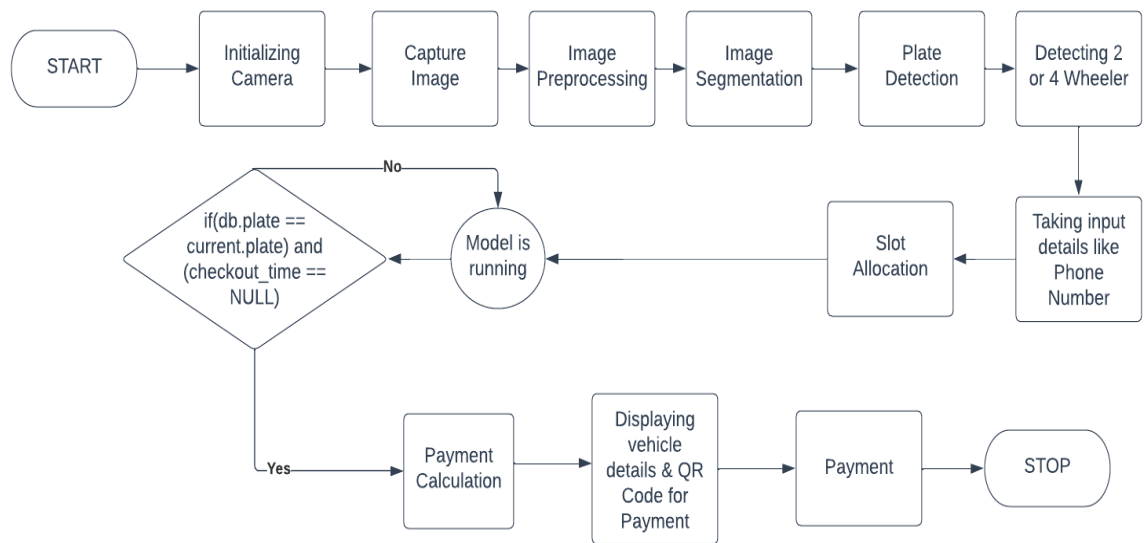 START
Initializing
Camera
Capture
Image
Image
Preprocessing
Image
Segmentation
Plate
Detection
Detecting 2
or 4 Wheeler
No
if(db.plate ==
current.plate) and
(checkout_time ==
NULL)
Model is
running
Slot
Allocation
Taking input
details like
Phone
Number
Yes
Payment
Calculation
Displaying
vehicle
details & QR
Code for
Payment
Payment
STOP